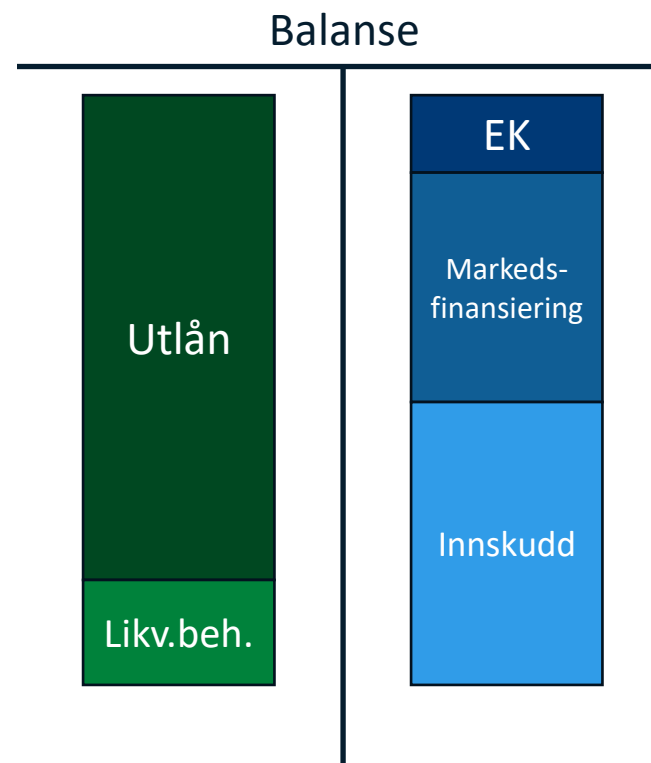 Balanse
Utlån
Likv.beh.
EK
Markeds-
finansiering
Innskudd